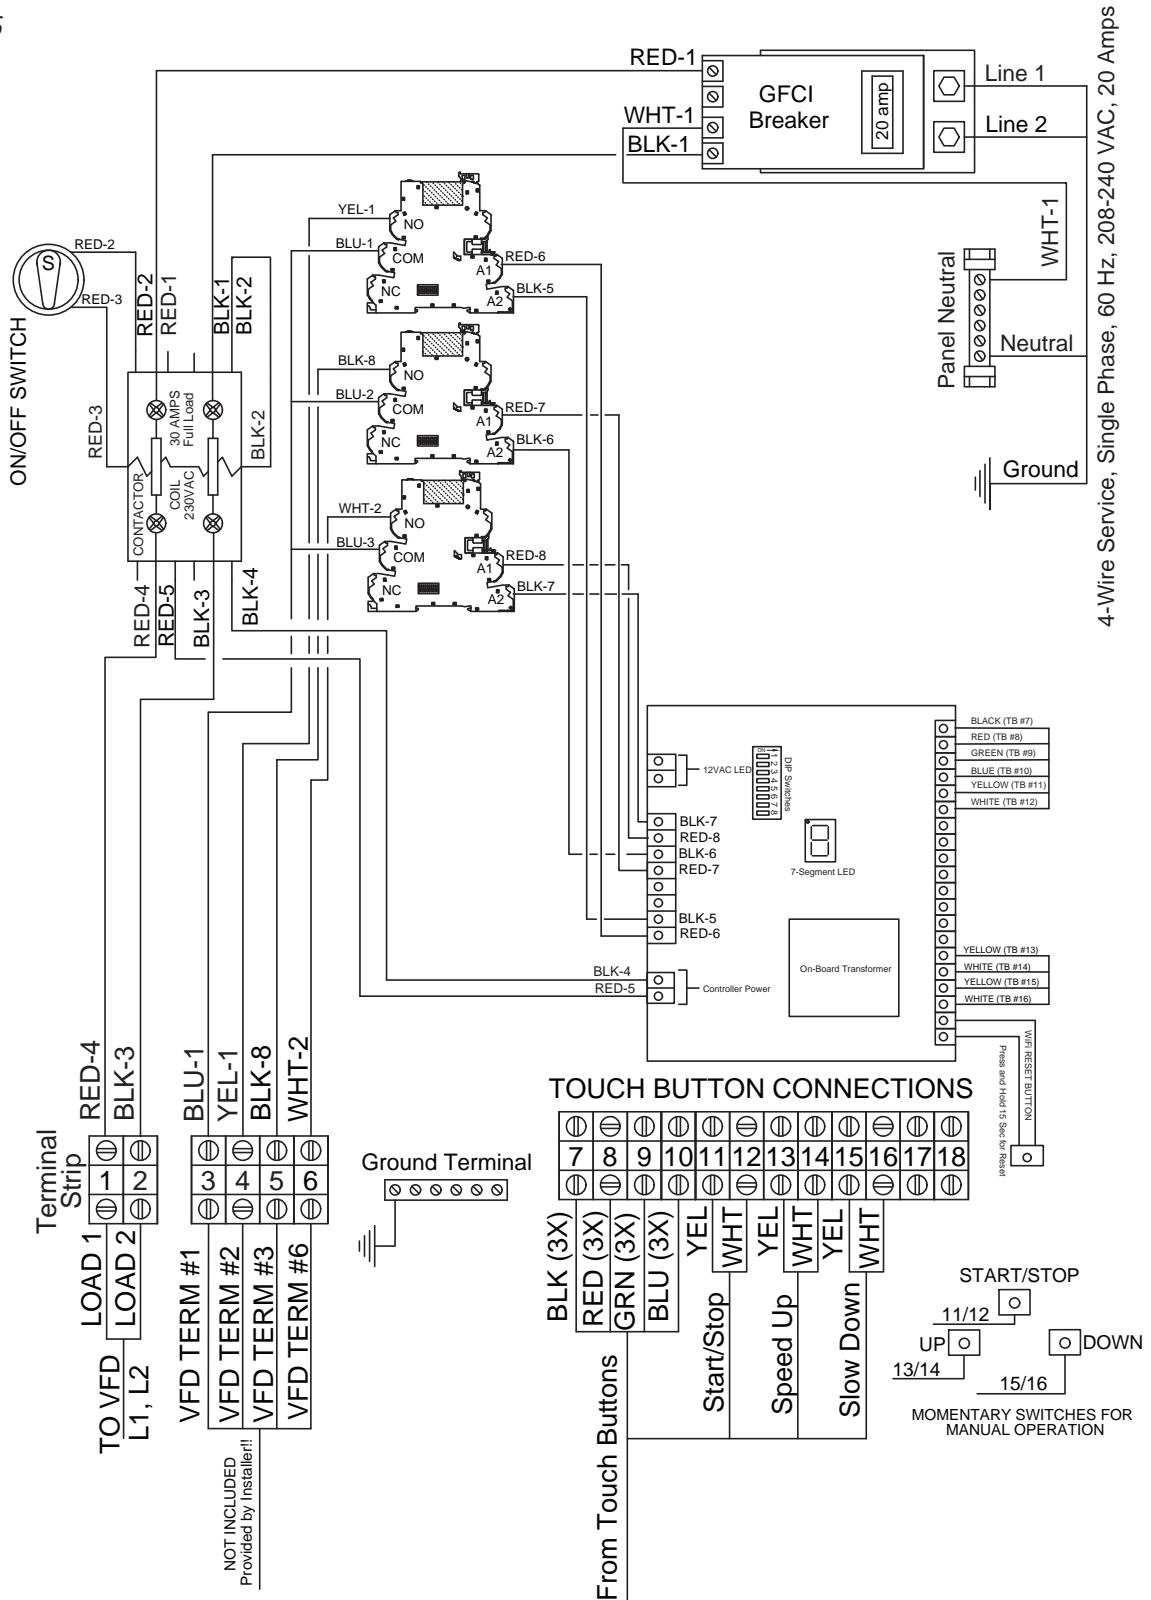 RED-1
WHT-1
BLK-1
GFCI
Breaker
20 amp
Line 1
Line 2
4-Wire Service, Single Phase, 60 Hz, 208-240 VAC, 20 Amps
WHT-1
Panel Neutral
Neutral
Ground
ON/OFF SWITCH
S
RED-2
RED-3
RED-2
RED-1
BLK-1
BLK-2
RED-3
BLK-2
30 AMPS
Full Load
CONTACTOR
COIL
230VAC
RED-4
RED-5
BLK-3
BLK-4
YEL-1
NO
BLU-1
COM
NC
A1
A2
RED-6
BLK-5
BLK-8
NO
BLU-2
COM
NC
A1
A2
RED-7
BLK-6
WHT-2
NO
BLU-3
COM
NC
A1
A2
RED-8
BLK-7
12VAC LED
ON
1 2 3 4 5 6 7 8
DIP Switches
7-Segment LED
BLK-7
RED-8
BLK-6
RED-7
BLK-5
RED-6
BLK-4
RED-5
Controller Power
On-Board Transformer
BLACK (TB #7)
RED (TB #8)
GREEN (TB #9)
BLUE (TB #10)
YELLOW (TB #11)
WHITE (TB #12)
YELLOW (TB #13)
WHITE (TB #14)
YELLOW (TB #15)
WHITE (TB #16)
WiFi RESET BUTTON
Press and Hold 15 Sec for Reset
RED-4
BLK-3
BLU-1
YEL-1
BLK-8
WHT-2
Terminal
Strip
1 2
3 4 5 6
LOAD 1
LOAD 2
TO VFD
L1, L2
VFD TERM #1
VFD TERM #2
VFD TERM #3
VFD TERM #6
NOT INCLUDED
Provided by Installer!!
Ground Terminal
TOUCH BUTTON CONNECTIONS
7 8 9 10 11 12 13 14 15 16 17 18
BLK (3X)
RED (3X)
GRN (3X)
BLU (3X)
YEL
WHT
YEL
WHT
YEL
WHT
Start/Stop
Speed Up
Slow Down
From Touch Buttons
START/STOP
11/12
UP
13/14
DOWN
15/16
MOMENTARY SWITCHES FOR
MANUAL OPERATION